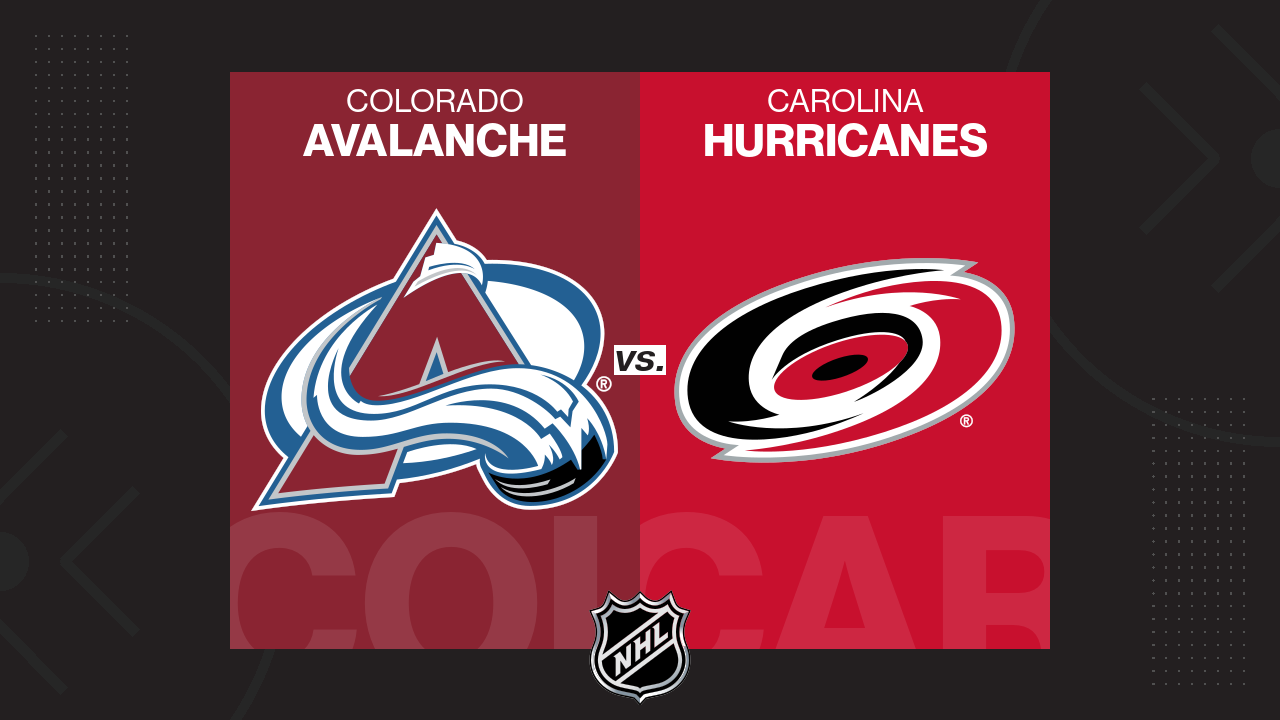 COLORADO
AVALANCHE
CAROLINA
HURRICANES
vs.
®
®
COL
CAR
NHL